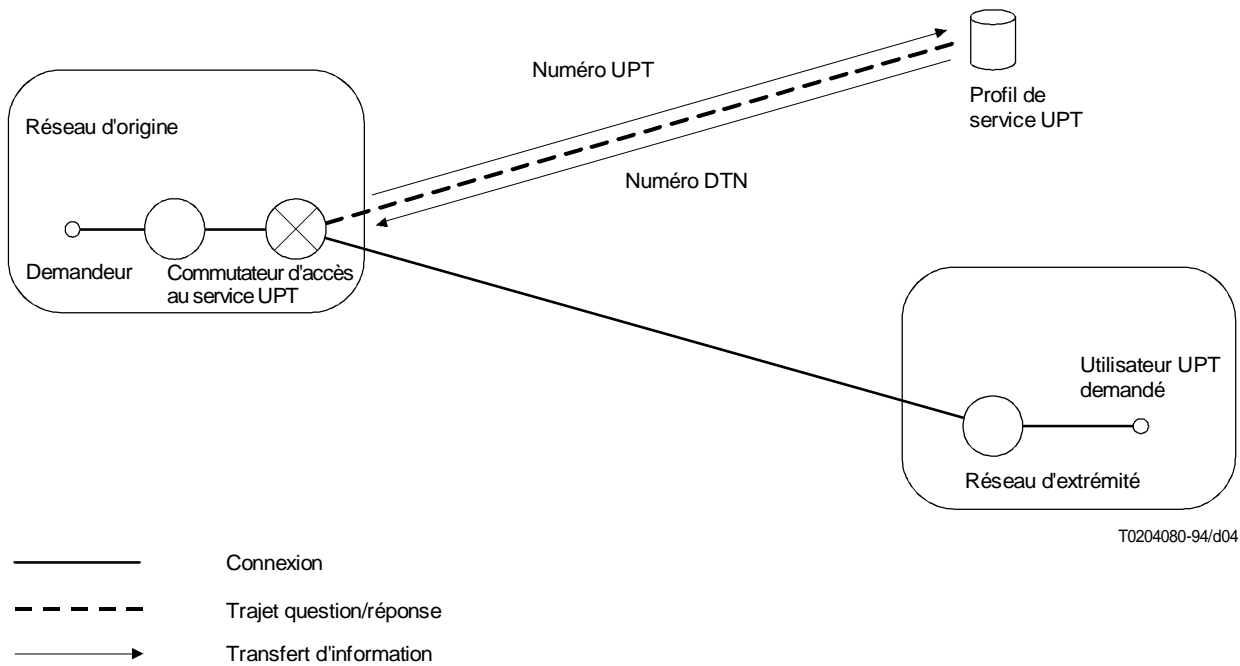 Numéro UPT
Profil de
service UPT
Réseau d'origine
Numéro DTN
Demandeur
Commutateur d'accès
au service UPT
Utilisateur UPT
demandé
Réseau d'extrémité
T0204080-94/d04
Connexion
Trajet question/réponse
Transfert d'information